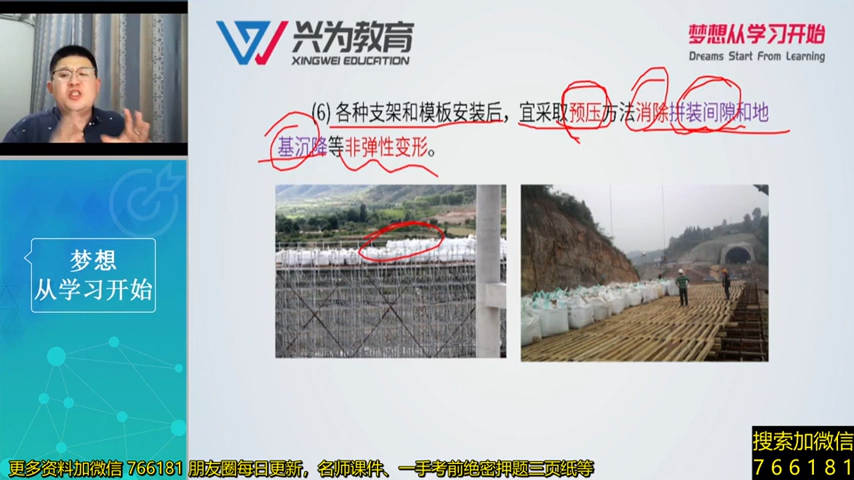 兴为教育
XINGWEI EDUCATION
梦想从学习开始
Dreams Start From Learning
(6) 各种支架和模板安装后，宜采取预压方法消除拼装间隙和地
基沉降等非弹性变形。
梦想
从学习开始
搜索加微信
766181
更多资料加微信 766181 朋友圈每日更新，名师课件、一手考前绝密押题三页纸等